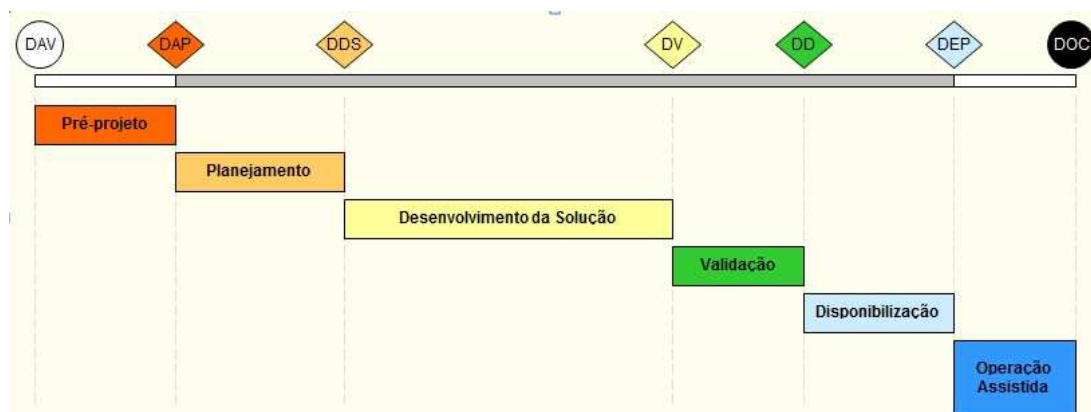 DAV DAP DDS DV DD DEP DOC
Pré-projeto
Planejamento
Desenvolvimento da Solução
Validação
Disponibilização
Operação
Assistida